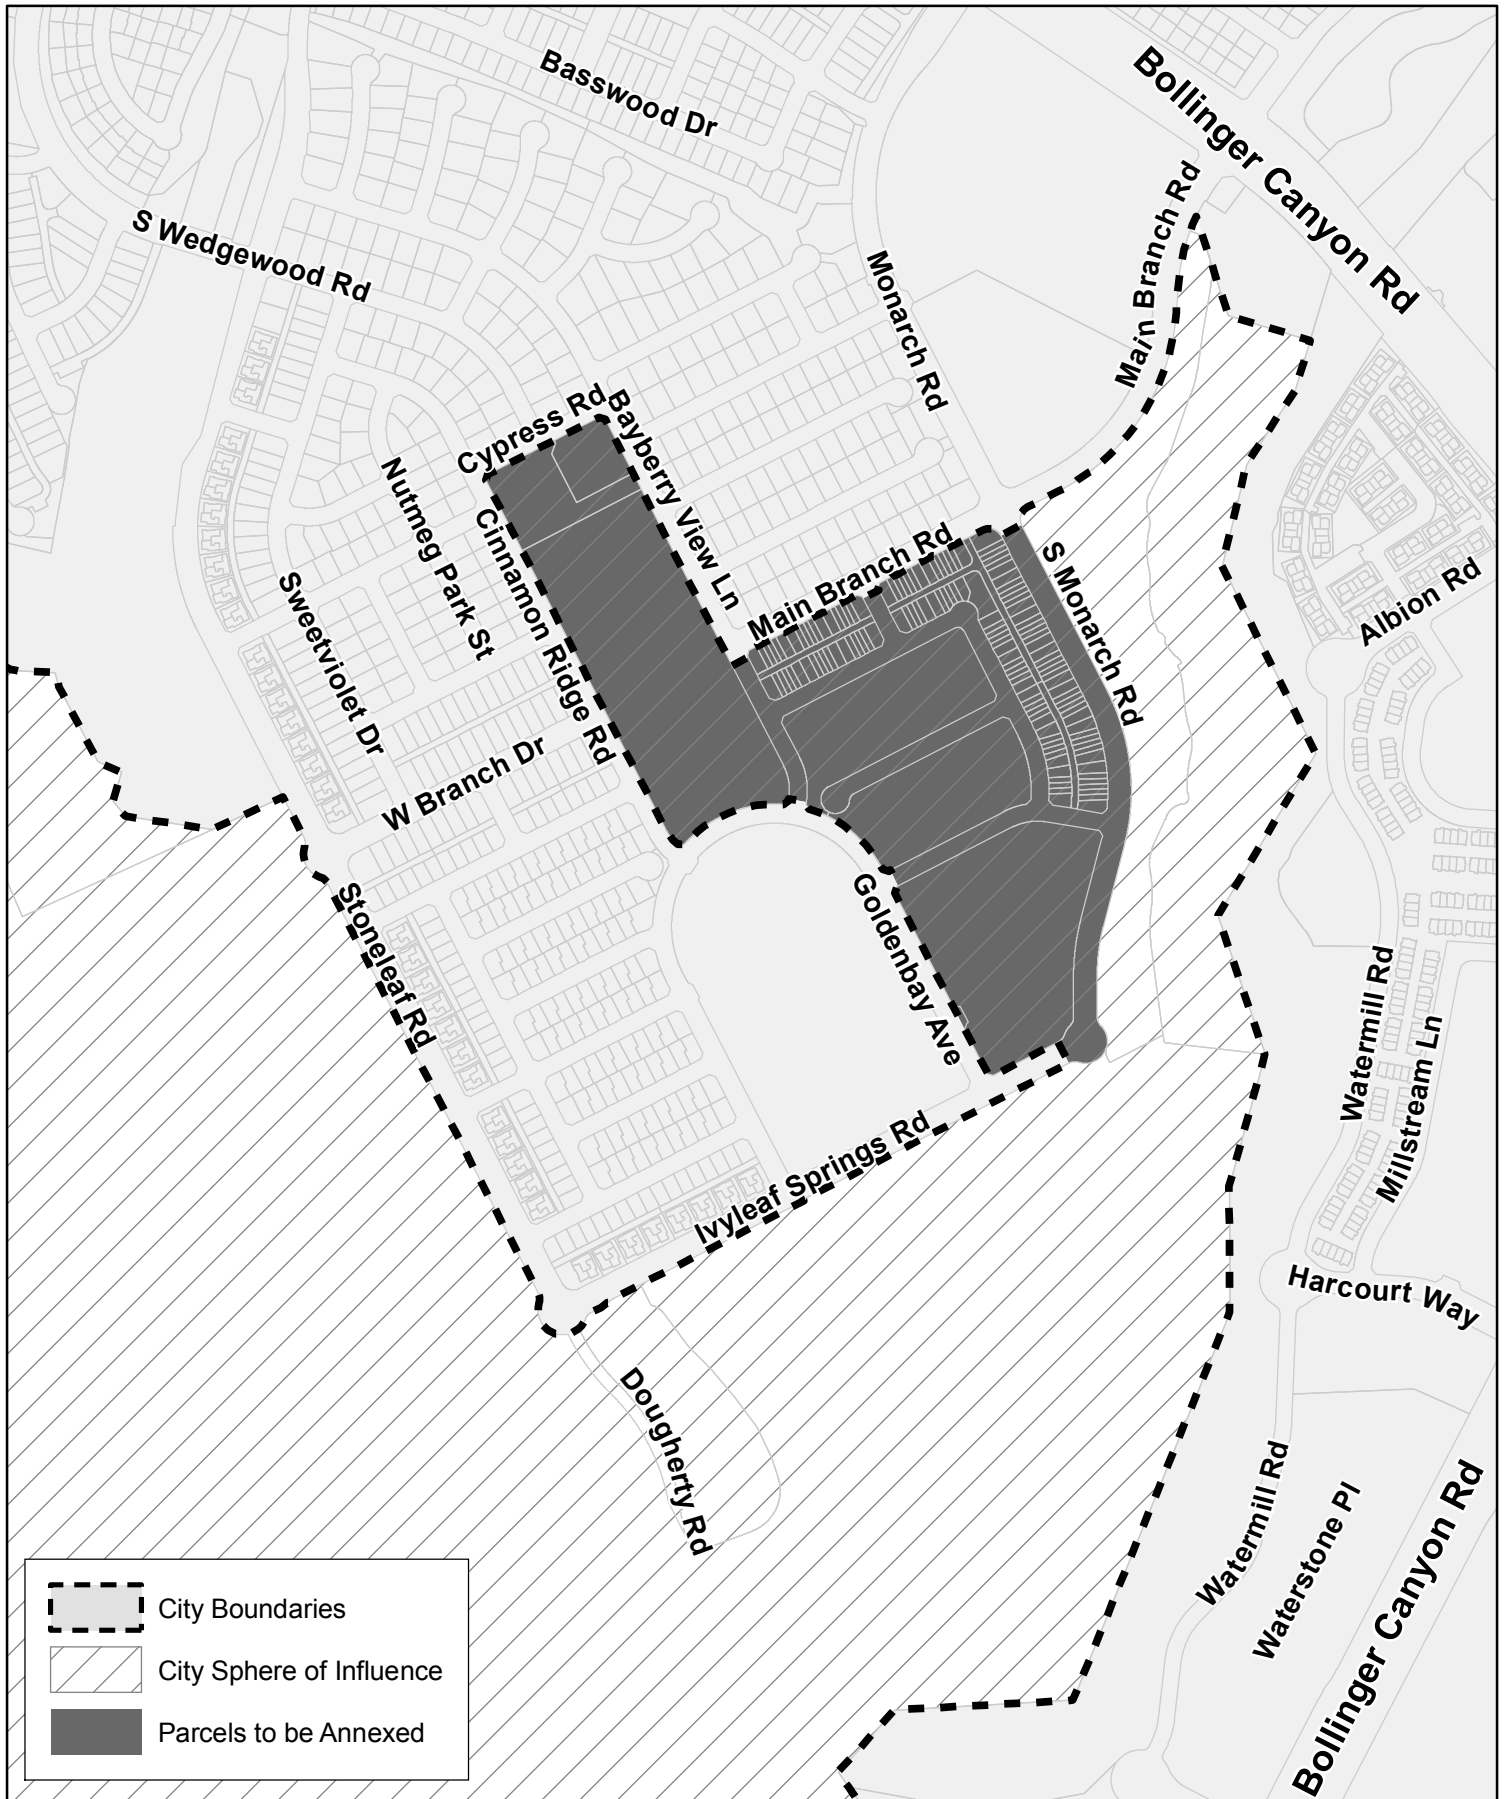 Basswood Dr
Bollinger Canyon Rd
Main Branch Rd
S Wedgewood Rd
Monarch Rd
Cypress Rd
Bayberry View Ln
Nutmeg Park St
Cinnamon Ridge Rd
Main Branch Rd
S Monarch Rd
Albion Rd
Sweetviolet Dr
W Branch Dr
Stoneleaf Rd
Goldenbay Ave
Watermill Rd
Millstream Ln
Ivyleaf Springs Rd
Harcourt Way
Dougherty Rd
Watermill Rd
Waterstone Pl
Bollinger Canyon Rd
City Boundaries
City Sphere of Influence
Parcels to be Annexed